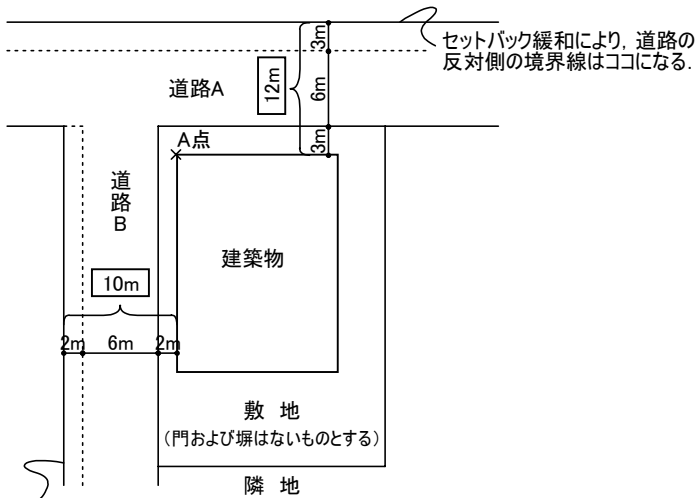 3m
セットバック緩和により，道路の
反対側の境界線はココになる．
道路A
12m
6m
A点
3m
道路B
建築物
10m
2m 6m 2m
敷 地
（門および塀はないものとする）
隣 地